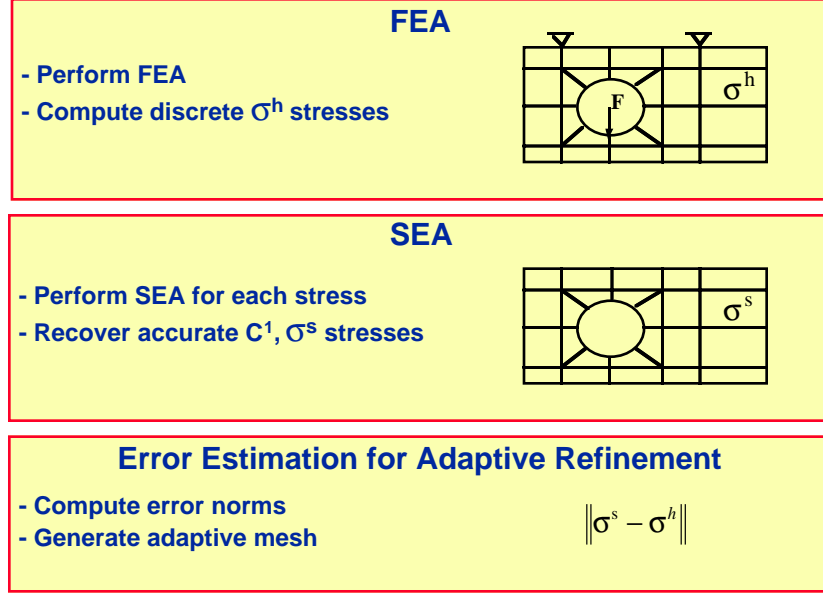 FEA
- Perform FEA
- Compute discrete σʰ stresses
F
σʰ
SEA
- Perform SEA for each stress
- Recover accurate C¹, σˢ stresses
σˢ
Error Estimation for Adaptive Refinement
- Compute error norms
- Generate adaptive mesh
‖σˢ − σʰ‖